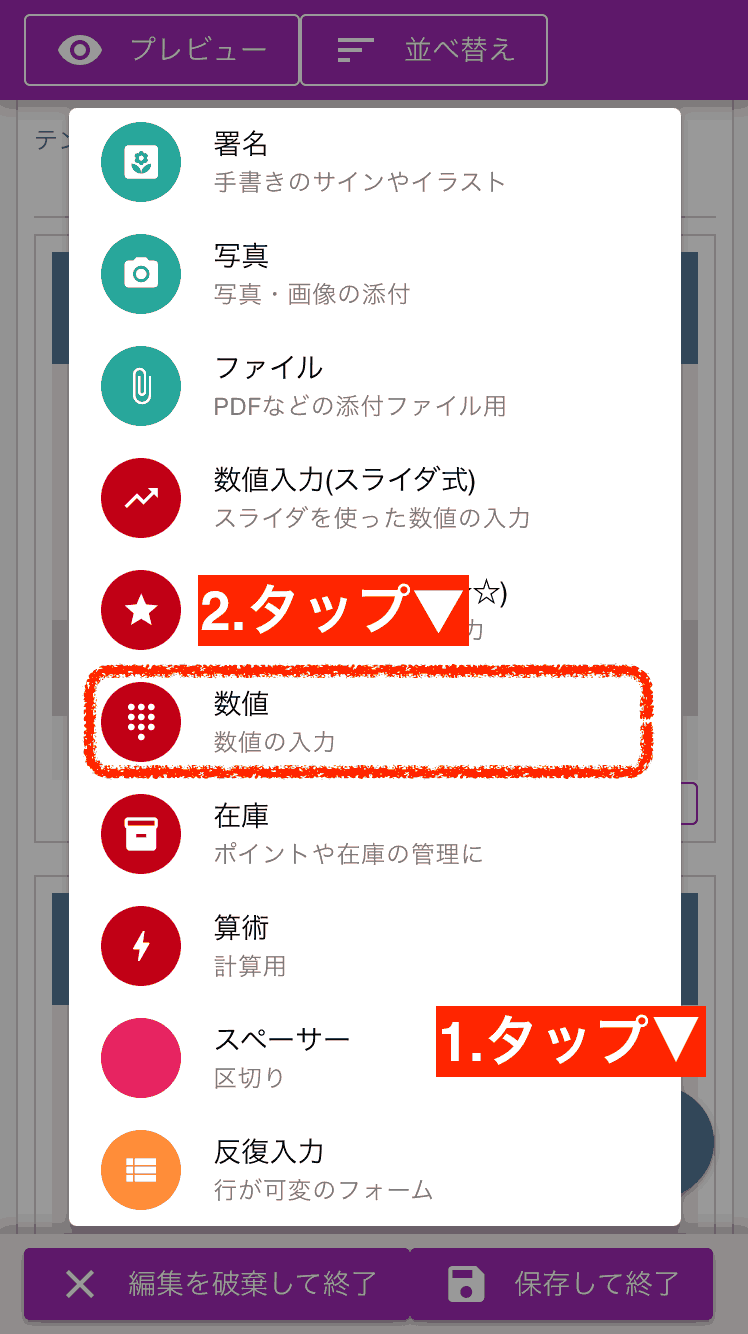 プレビュー
並べ替え
テン
署名
手書きのサインやイラスト
写真
写真・画像の添付
ファイル
PDFなどの添付ファイル用
数値入力(スライダ式)
スライダを使った数値の入力
☆)
2.タップ▼
力
数値
数値の入力
在庫
ポイントや在庫の管理に
算術
計算用
スペーサー
1.タップ▼
区切り
反復入力
行が可変のフォーム
編集を破棄して終了
保存して終了